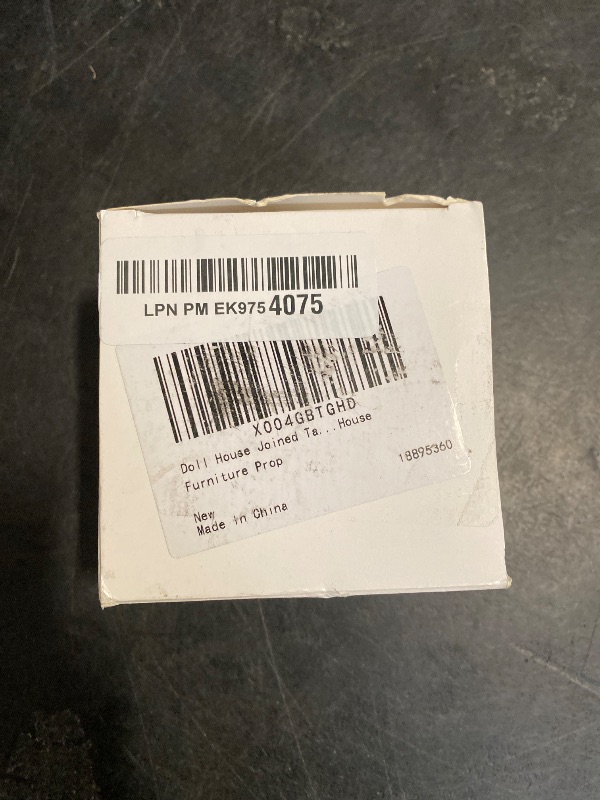 LPN PM EK975 4075
X004GBTGHD
Doll House Joined Ta...House
Furniture Prop
18895360
New
Made in China